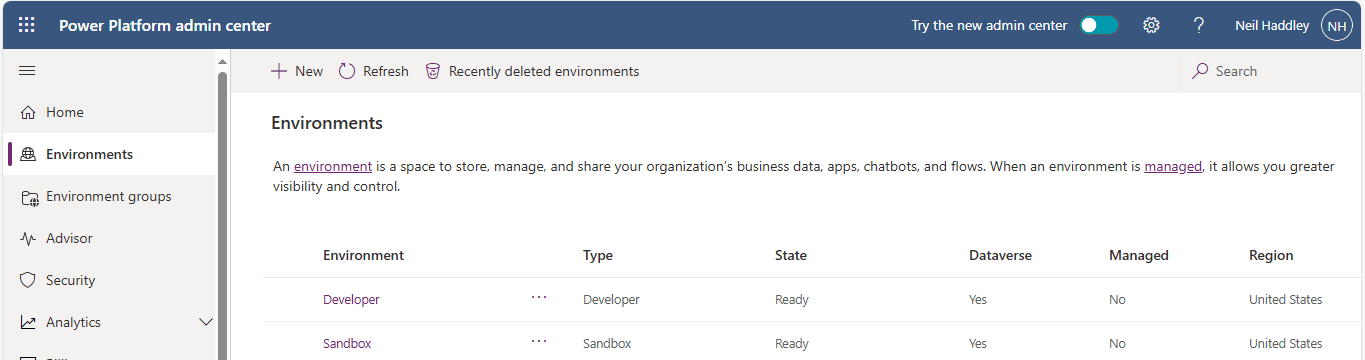 Power Platform admin center
Try the new admin center
Neil Haddley
NH
New
Refresh
Recently deleted environments
Search
Home
Environments
Environment groups
Advisor
Security
Analytics
Environments
An environment is a space to store, manage, and share your organization's business data, apps, chatbots, and flows. When an environment is managed, it allows you greater
visibility and control.
Environment Type State Dataverse Managed Region
Developer ... Developer Ready Yes No United States
Sandbox ... Sandbox Ready Yes No United States